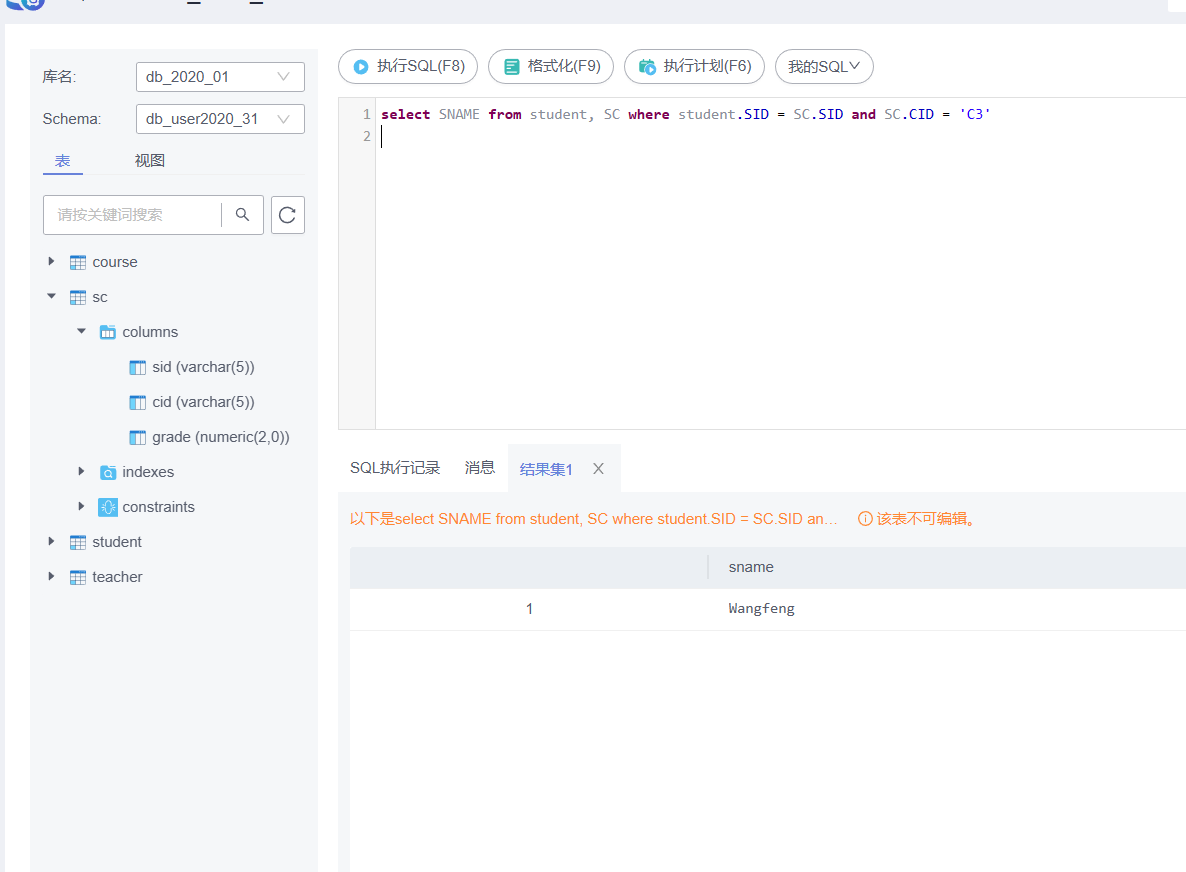 库名:
db_2020_01
Schema:
db_user2020_31
表 视图
请按关键词搜索
course
sc
columns
sid (varchar(5))
cid (varchar(5))
grade (numeric(2,0))
indexes
constraints
student
teacher
执行SQL(F8) 格式化(F9) 执行计划(F6) 我的SQL
1 select SNAME from student, SC where student.SID = SC.SID and SC.CID = 'C3'
2
SQL执行记录 消息 结果集1 X
以下是select SNAME from student, SC where student.SID = SC.SID an... 该表不可编辑。
sname
1 Wangfeng